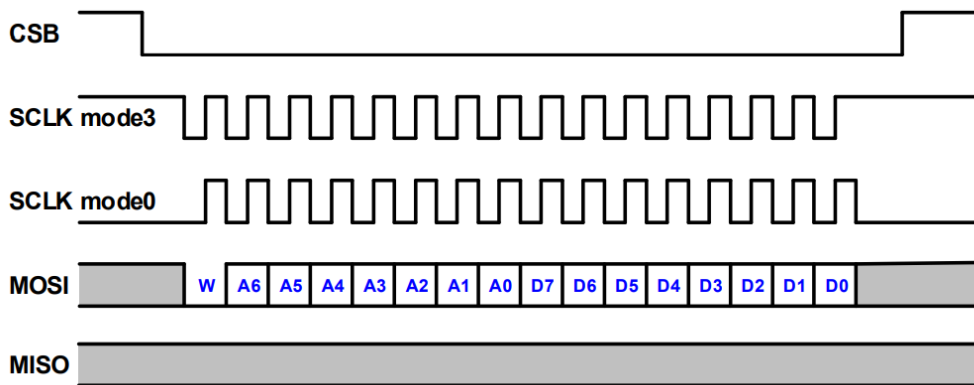 CSB
SCLK mode3
SCLK mode0
MOSI W A6 A5 A4 A3 A2 A1 A0 D7 D6 D5 D4 D3 D2 D1 D0
MISO